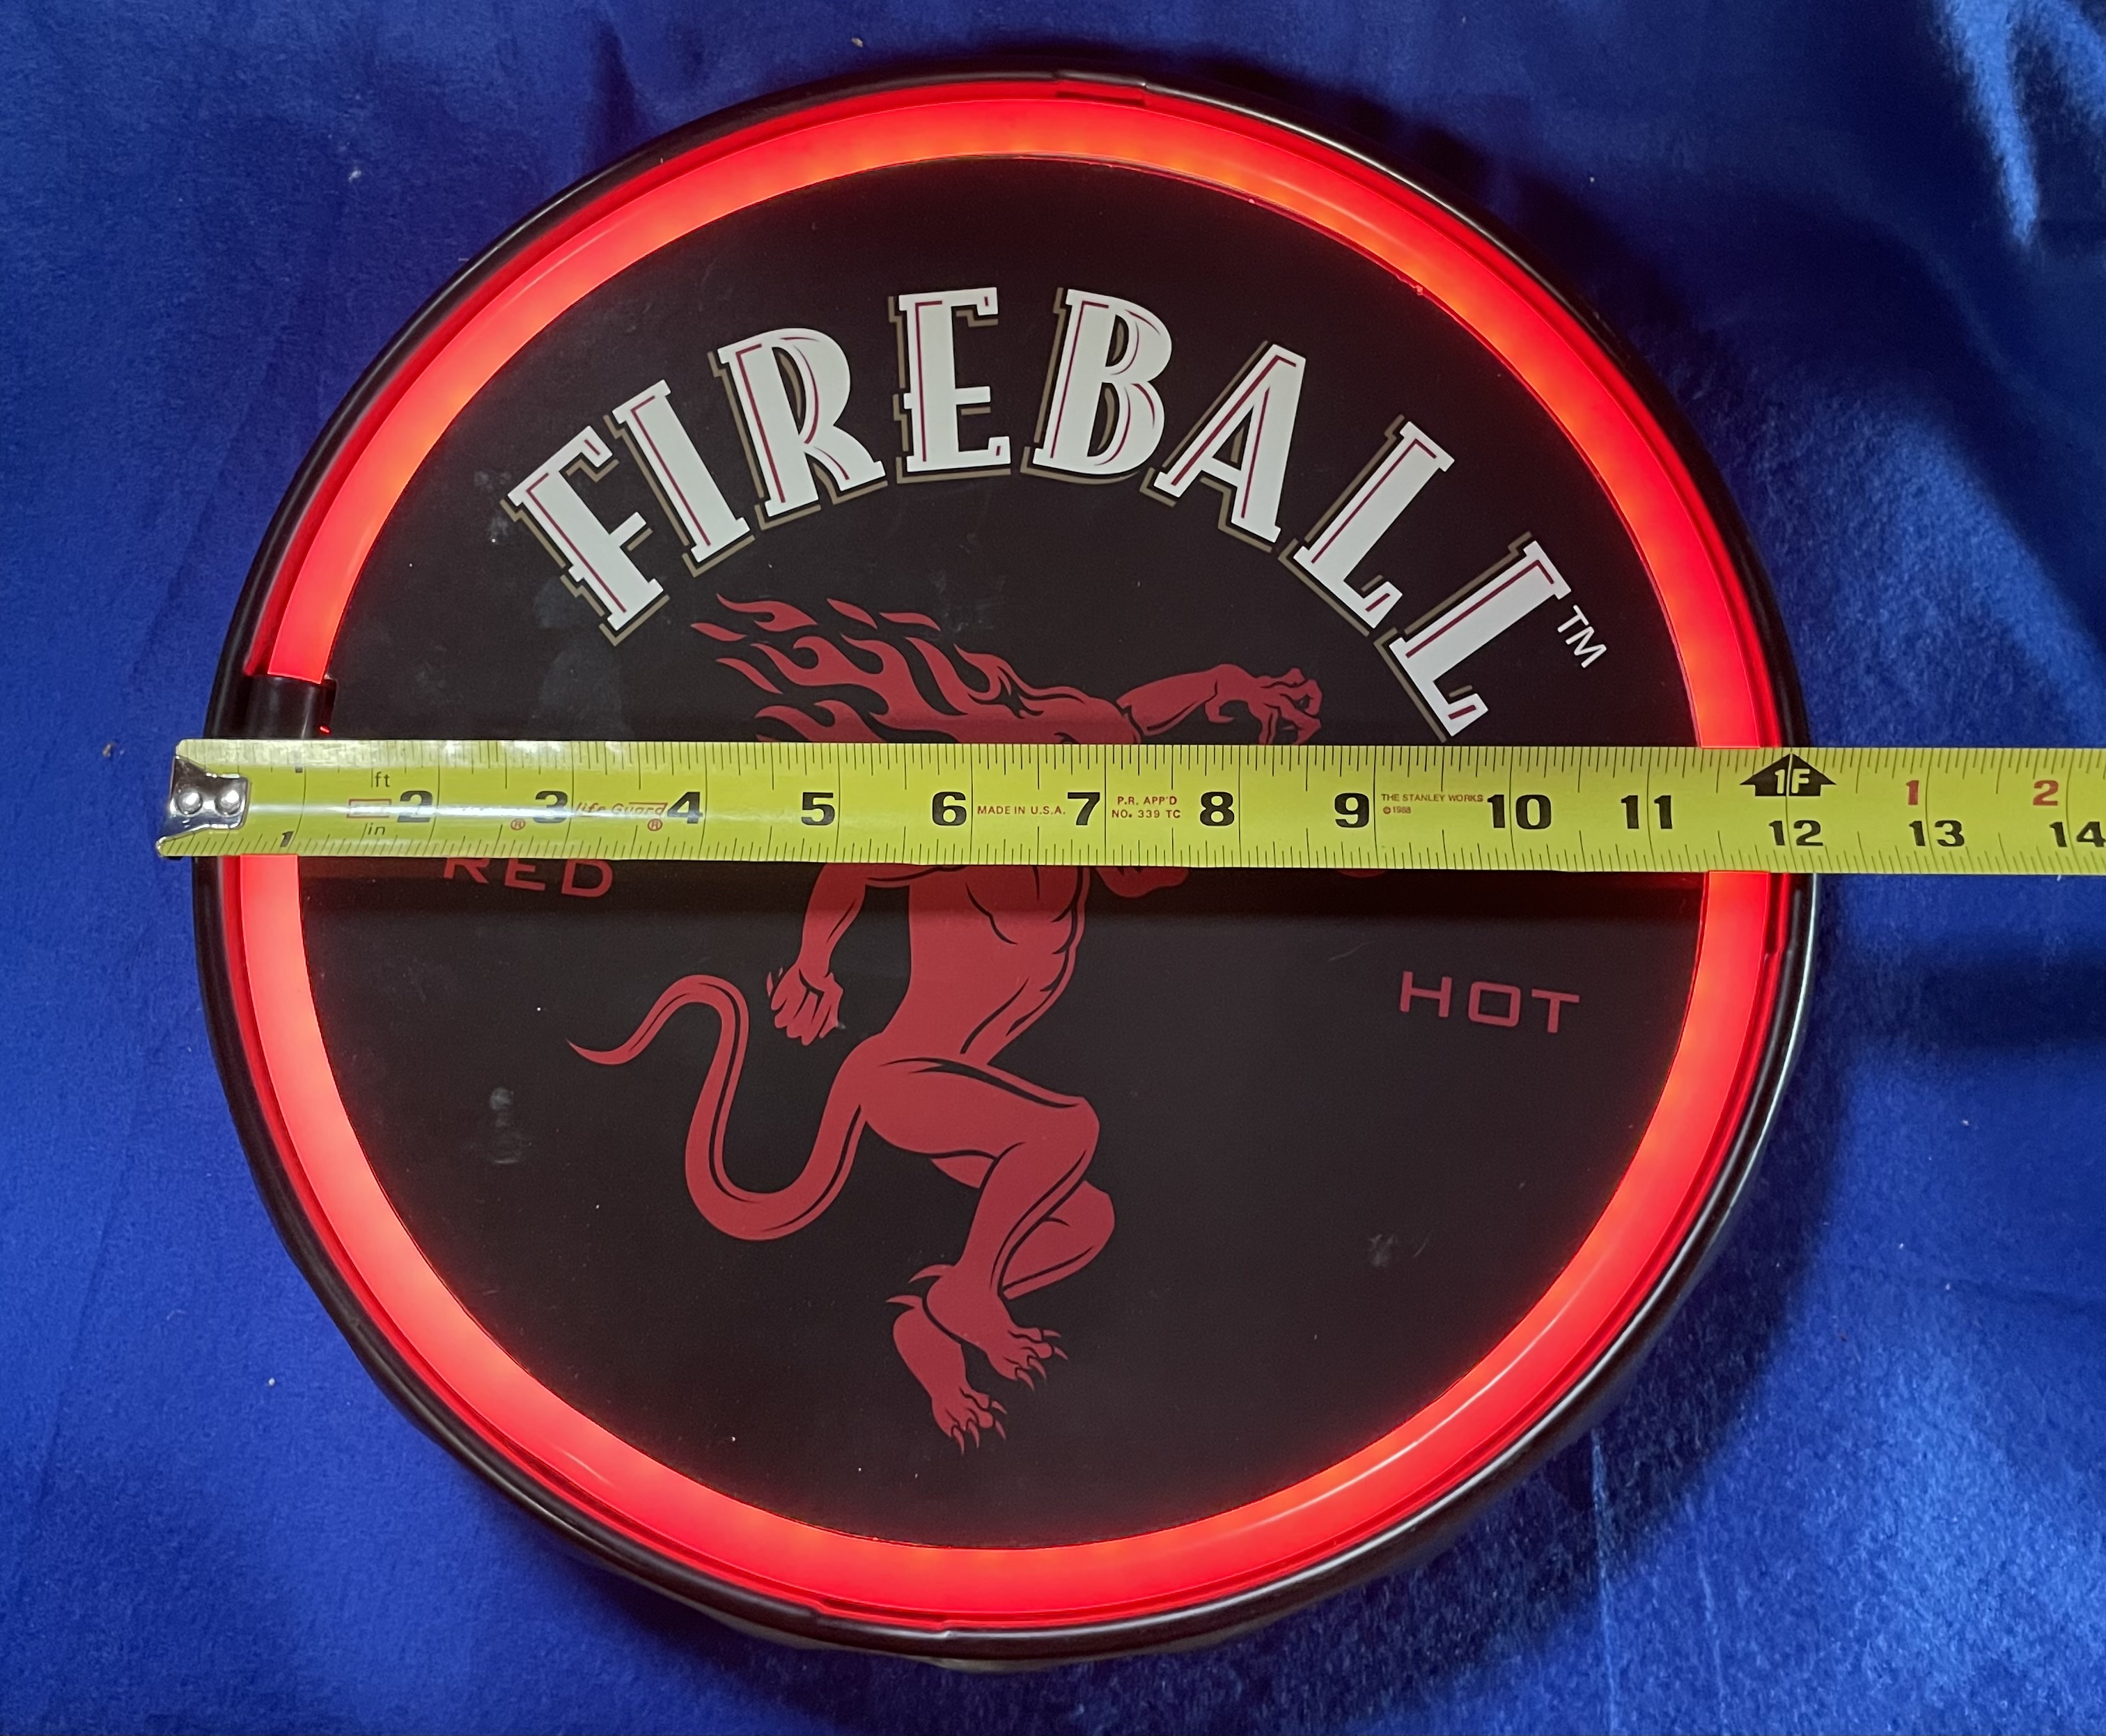 FIREBALL™
ft
in
1 2 3 life Guard® 4 5 6 MADE IN U.S.A. 7 P.R. APP'D 8 9 THE STANLEY WORKS 10 11 1F 1 2
® NO. 339 TC ©1988 12 13 14
RED
HOT